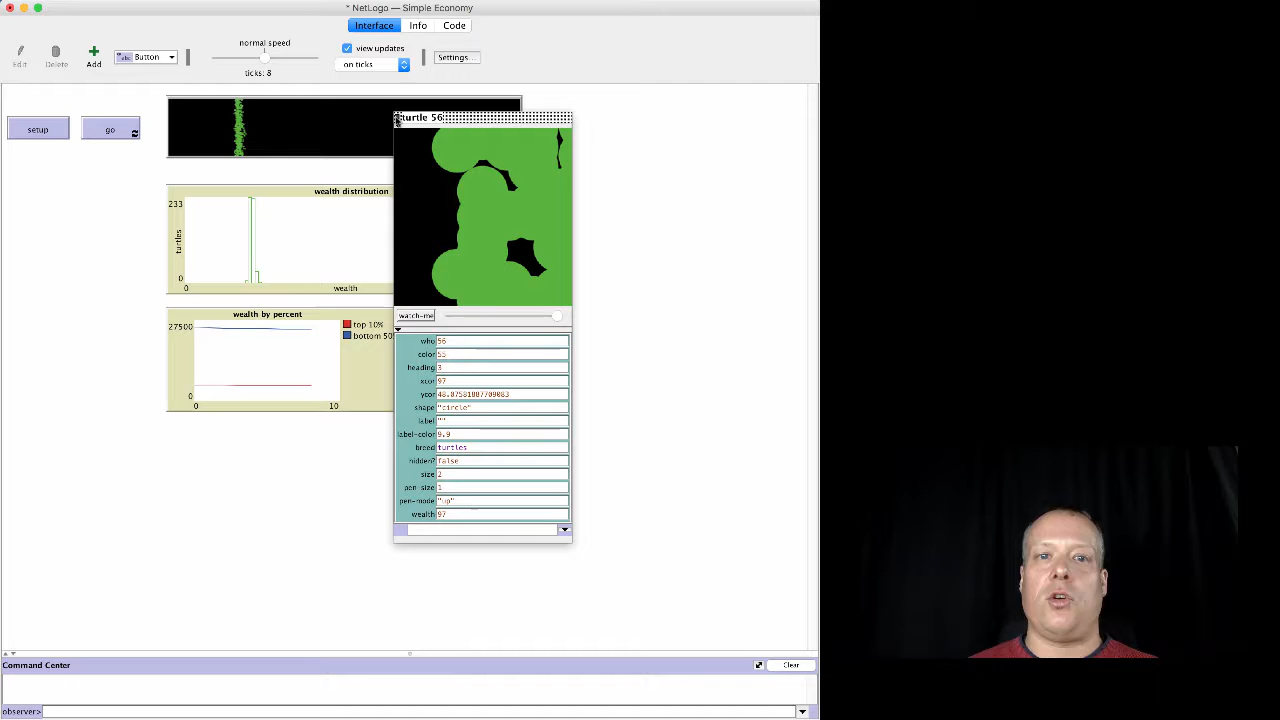 * NetLogo — Simple Economy
Interface
Info
Code
Edit
Delete
Add
Button
normal speed
ticks: 8
view updates
on ticks
Settings...
setup
go
turtle 56
wealth distribution
233
turtles
0
0
wealth
wealth by percent
27500
0
0
10
top 10%
bottom 50%
watch-me
who 56
color 55
heading 3
xcor 97
ycor 48.07581887709083
shape "circle"
label ""
label-color 9.9
breed turtles
hidden? false
size 2
pen-size 1
pen-mode "up"
wealth 97
Command Center
Clear
observer>